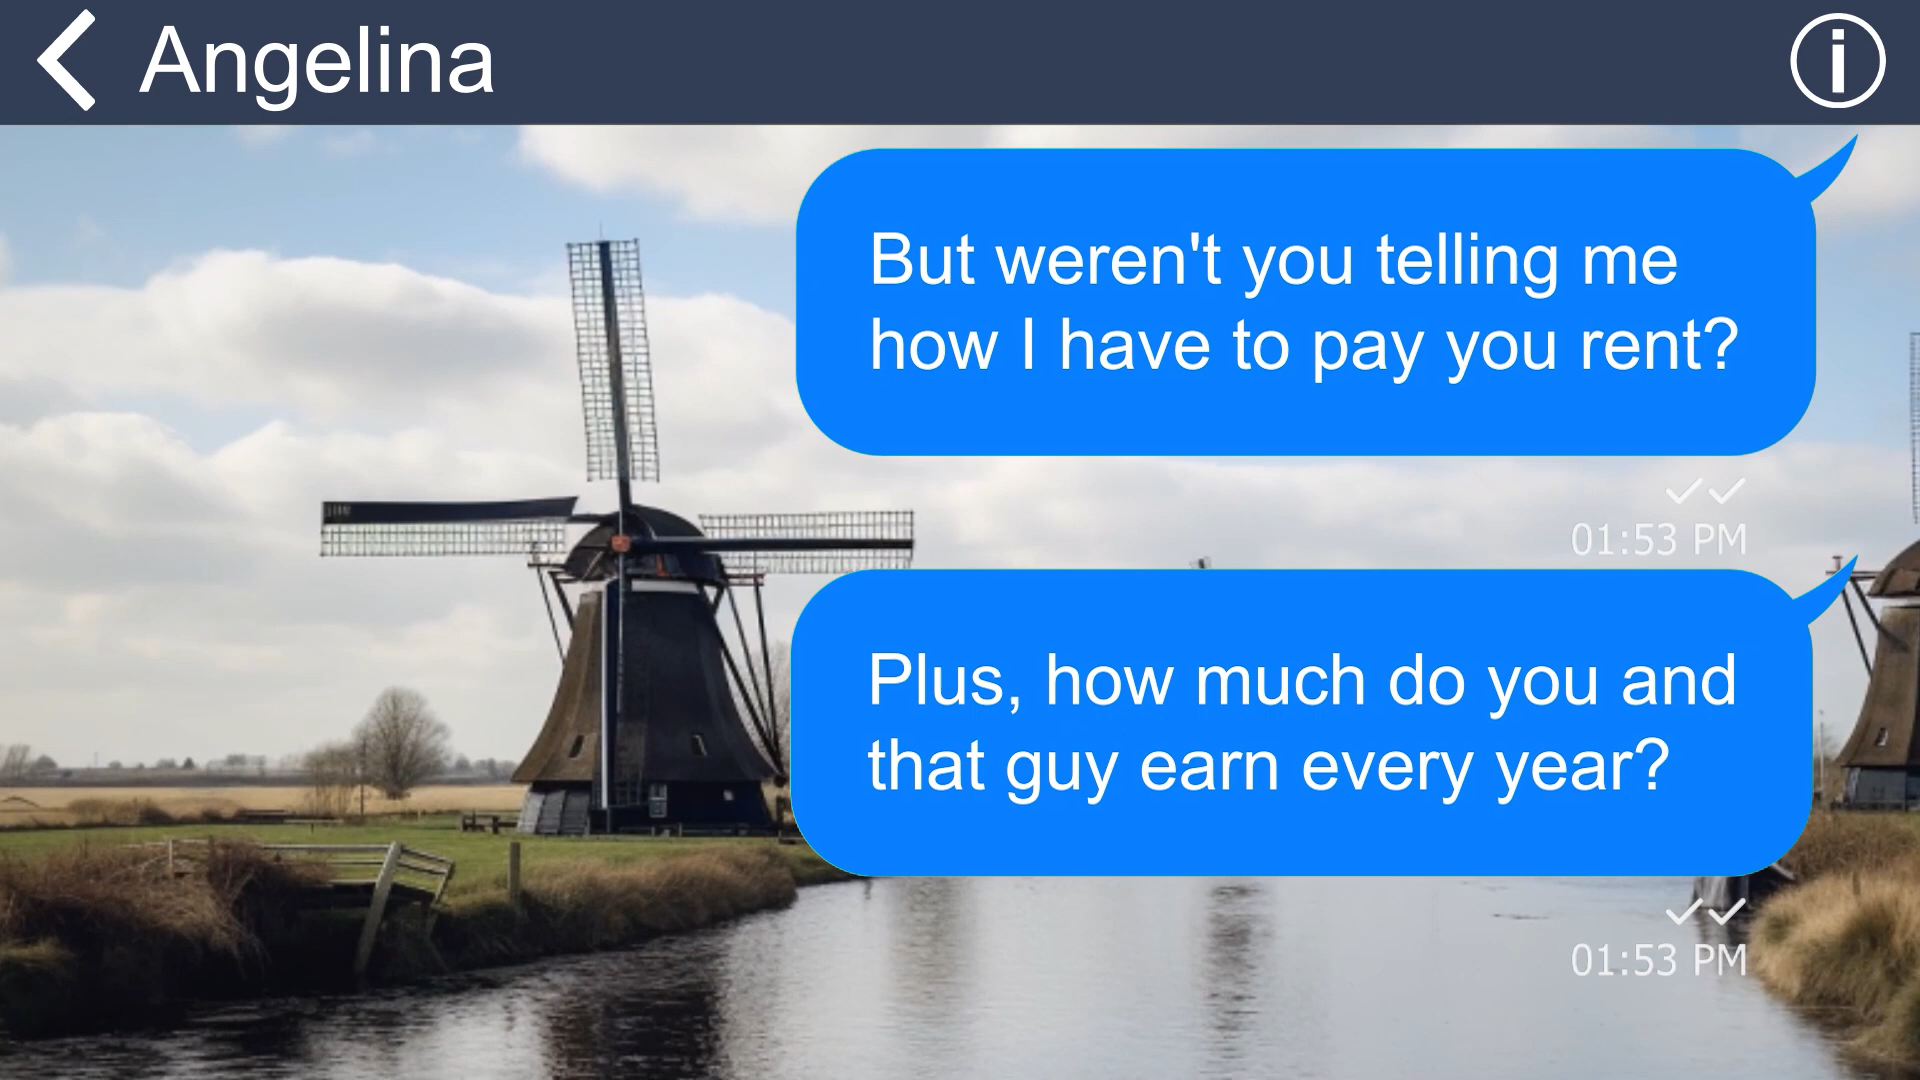 Angelina
But weren't you telling me
how I have to pay you rent?
01:53 PM
Plus, how much do you and
that guy earn every year?
01:53 PM